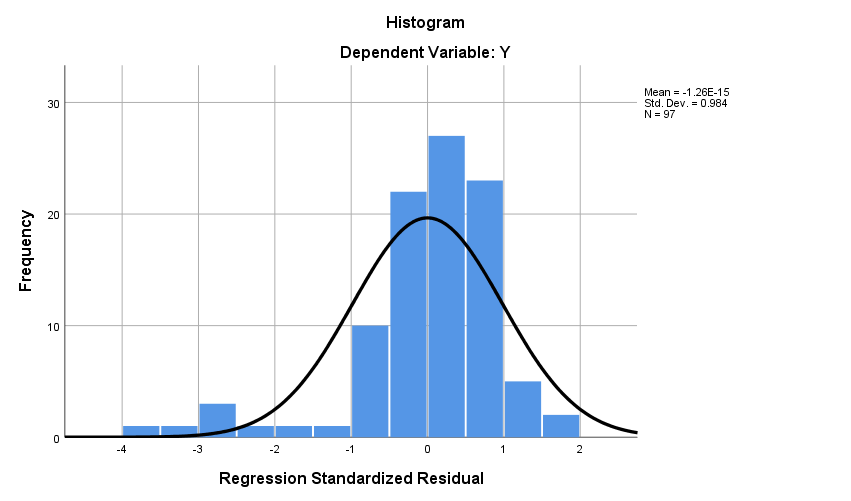 Histogram
Dependent Variable: Y
Mean = -1.26E-15
Std. Dev. = 0.984
N = 97
Frequency
30
20
10
0
-4 -3 -2 -1 0 1 2
Regression Standardized Residual